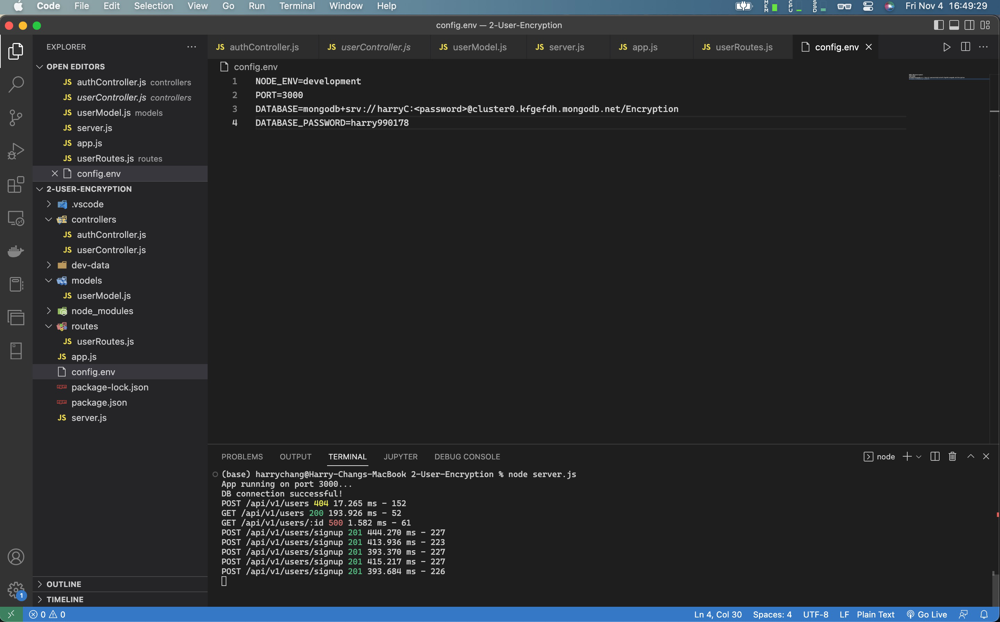 Code File Edit Selection View Go Run Terminal Window Help
MEM CPU SSD Fri Nov 4 16:49:29
config.env — 2-User-Encryption
EXPLORER
OPEN EDITORS
JS authController.js controllers
JS userController.js controllers
JS userModel.js models
JS server.js
JS app.js
JS userRoutes.js routes
config.env
2-USER-ENCRYPTION
.vscode
controllers
JS authController.js
JS userController.js
dev-data
models
JS userModel.js
node_modules
routes
JS userRoutes.js
JS app.js
config.env
package-lock.json
package.json
JS server.js
OUTLINE
TIMELINE
1
JS authController.js JS userController.js JS userModel.js JS server.js JS app.js JS userRoutes.js config.env
config.env
1 NODE_ENV=development
2 PORT=3000
3 DATABASE=mongodb+srv://harryC:<password>@cluster0.kfgefdh.mongodb.net/Encryption
4 DATABASE_PASSWORD=harry990178
PROBLEMS OUTPUT TERMINAL JUPYTER DEBUG CONSOLE
node
(base) harrychang@Harry-Changs-MacBook 2-User-Encryption % node server.js
App running on port 3000...
DB connection successful!
POST /api/v1/users 404 17.265 ms - 152
GET /api/v1/users 200 193.926 ms - 52
GET /api/v1/users/:id 500 1.582 ms - 61
POST /api/v1/users/signup 201 444.270 ms - 227
POST /api/v1/users/signup 201 413.936 ms - 223
POST /api/v1/users/signup 201 393.370 ms - 227
POST /api/v1/users/signup 201 415.217 ms - 227
POST /api/v1/users/signup 201 393.684 ms - 226
0 0 Ln 4, Col 30 Spaces: 4 UTF-8 LF Plain Text Go Live